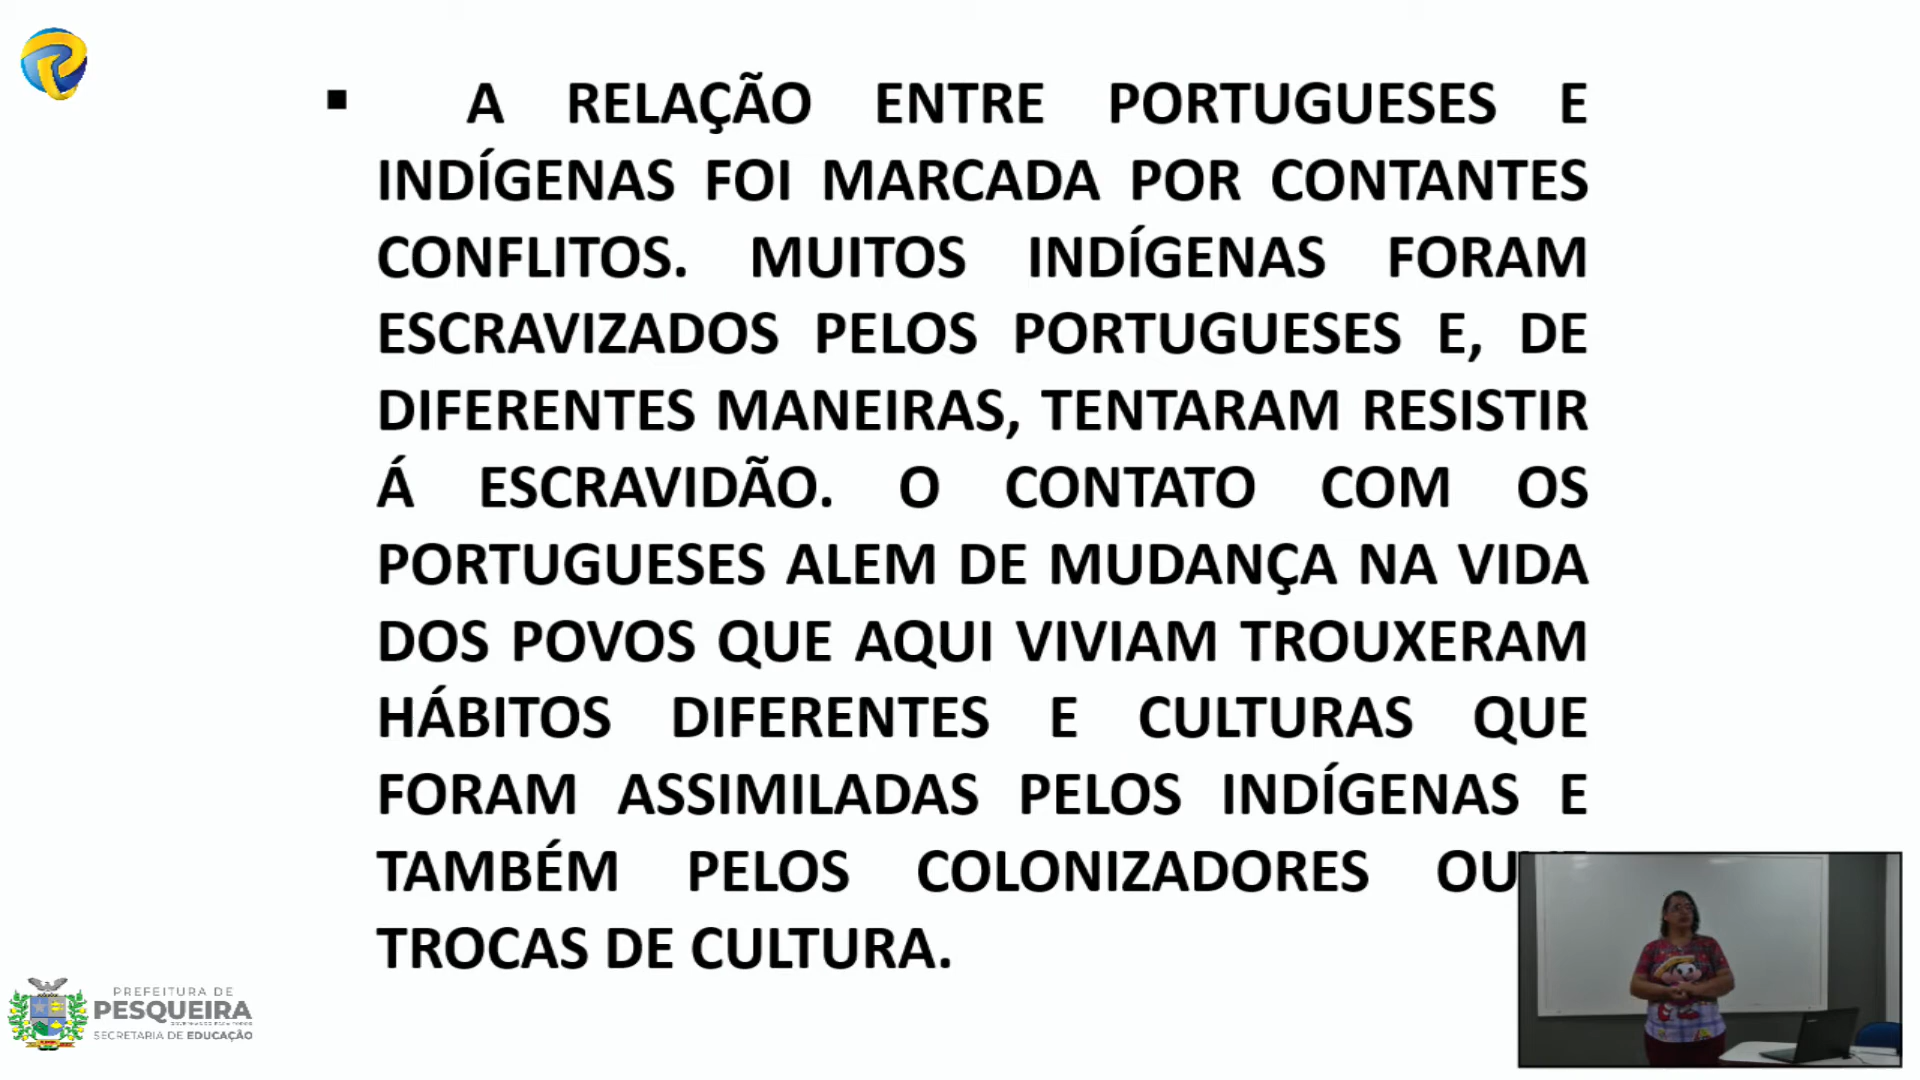 ▪ A RELAÇÃO ENTRE PORTUGUESES E
INDÍGENAS FOI MARCADA POR CONTANTES
CONFLITOS. MUITOS INDÍGENAS FORAM
ESCRAVIZADOS PELOS PORTUGUESES E, DE
DIFERENTES MANEIRAS, TENTARAM RESISTIR
Á ESCRAVIDÃO. O CONTATO COM OS
PORTUGUESES ALEM DE MUDANÇA NA VIDA
DOS POVOS QUE AQUI VIVIAM TROUXERAM
HÁBITOS DIFERENTES E CULTURAS QUE
FORAM ASSIMILADAS PELOS INDÍGENAS E
TAMBÉM PELOS COLONIZADORES
TROCAS DE CULTURA.
PREFEITURA DE
PESQUEIRA
SECRETARIA DE EDUCAÇÃO